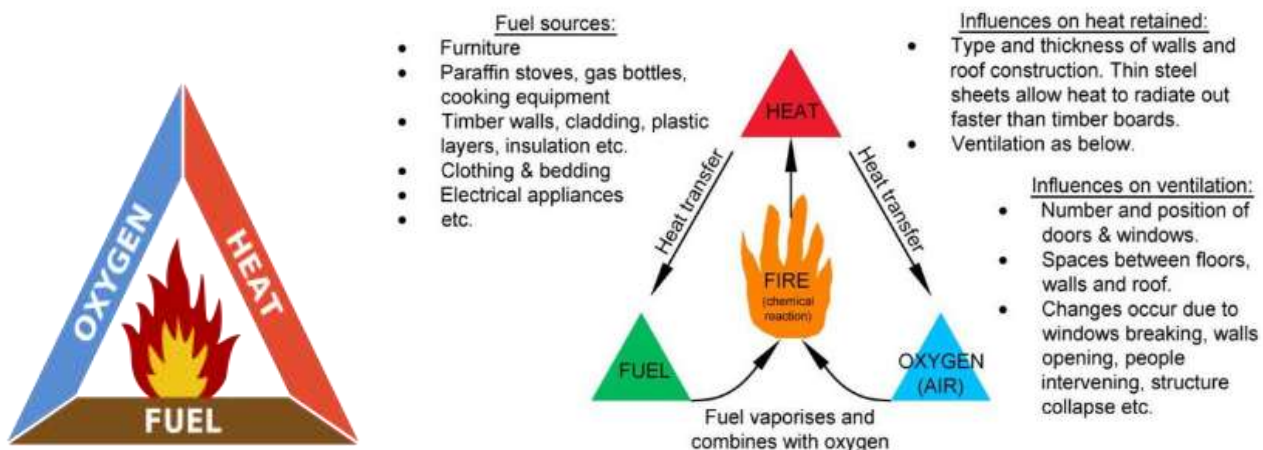 OXYGEN
HEAT
FUEL
Fuel sources:
• Furniture
• Paraffin stoves, gas bottles,
cooking equipment
• Timber walls, cladding, plastic
layers, insulation etc.
• Clothing & bedding
• Electrical appliances
• etc.
HEAT
Heat transfer
Heat transfer
FIRE
(chemical
reaction)
FUEL
OXYGEN
(AIR)
Fuel vaporises and
combines with oxygen
Influences on heat retained:
• Type and thickness of walls and
roof construction. Thin steel
sheets allow heat to radiate out
faster than timber boards.
• Ventilation as below.
Influences on ventilation:
• Number and position of
doors & windows.
• Spaces between floors,
walls and roof.
• Changes occur due to
windows breaking, walls
opening, people
intervening, structure
collapse etc.